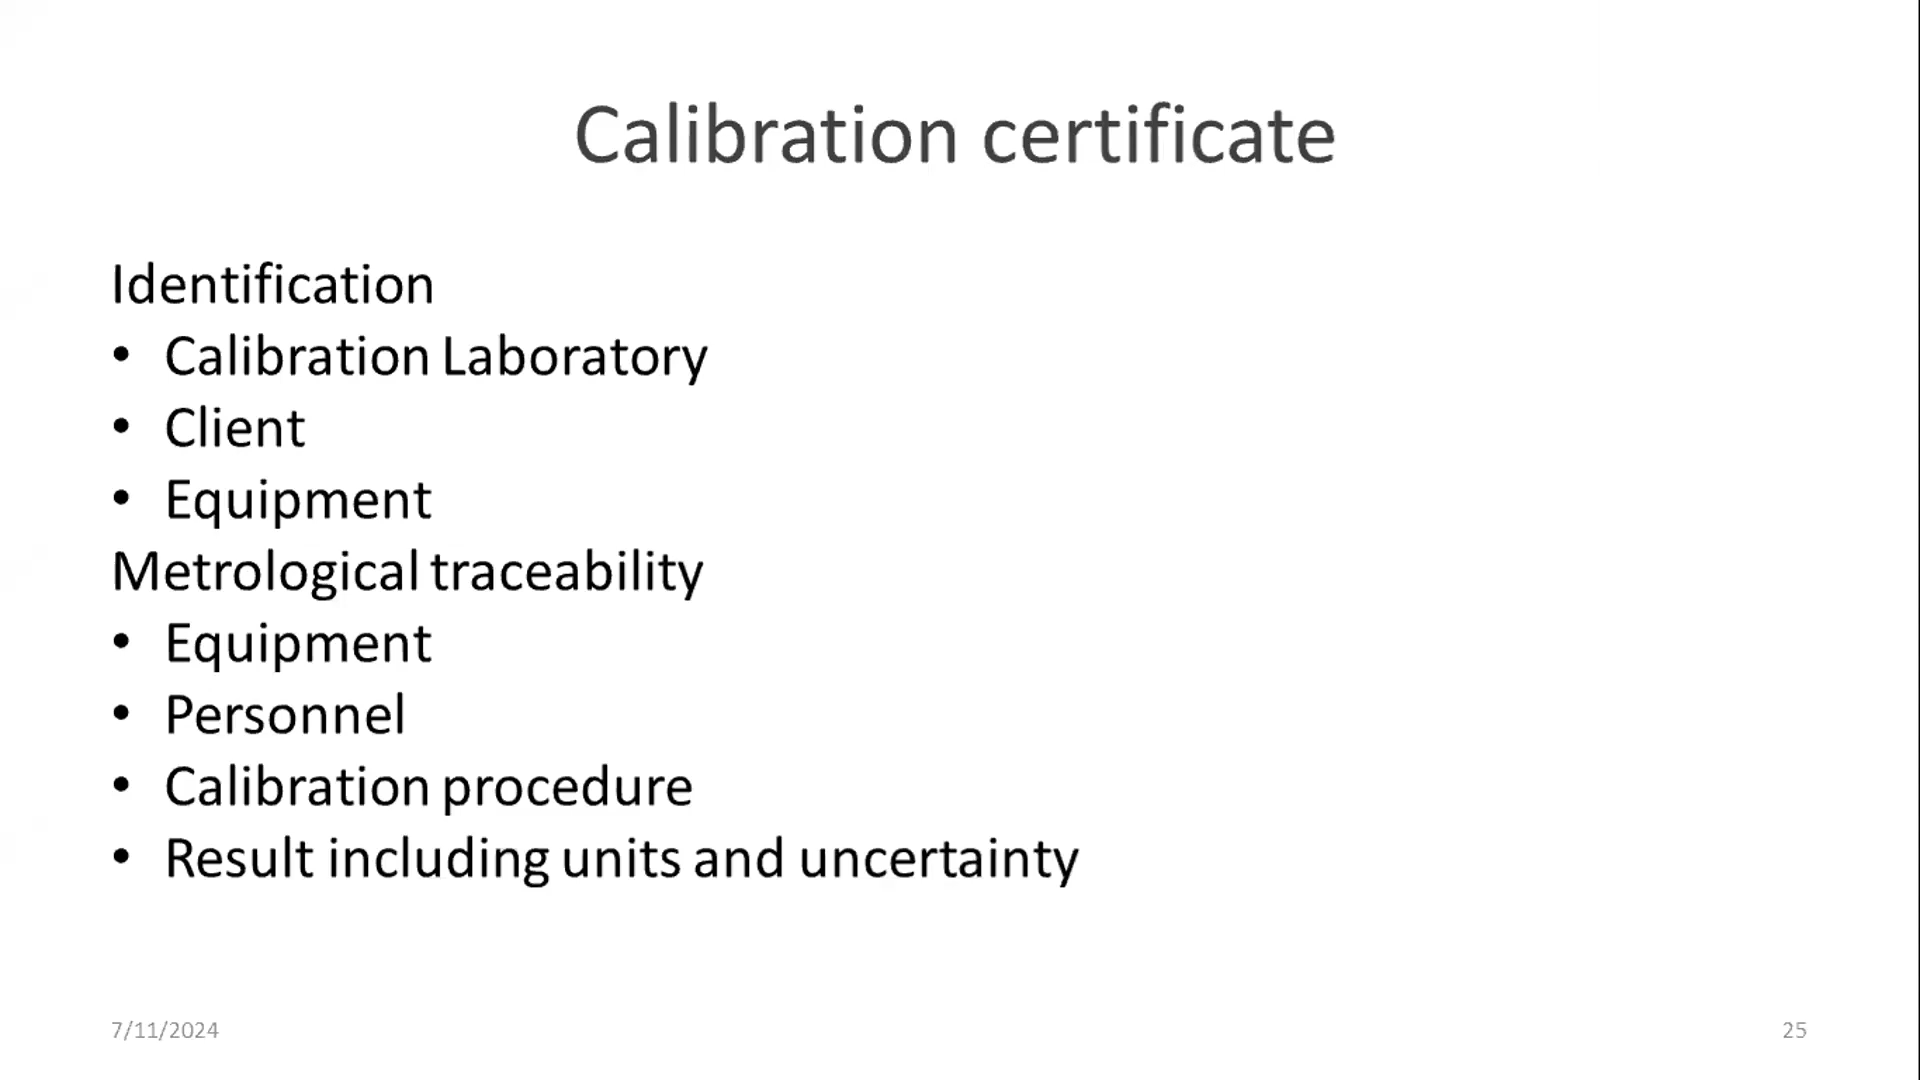 Calibration certificate
Identification
• Calibration Laboratory
• Client
• Equipment
Metrological traceability
• Equipment
• Personnel
• Calibration procedure
• Result including units and uncertainty
7/11/2024
25